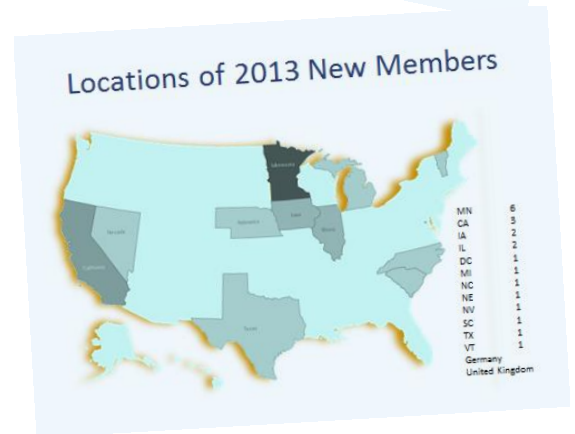 Locations of 2013 New Members
Minnesota
Nevada
Nebraska
Iowa
Illinois
California
Texas
MN 6
CA 3
IA 2
IL 2
DC 1
MI 1
NC 1
NE 1
NV 1
SC 1
TX 1
VT 1
Germany
United Kingdom